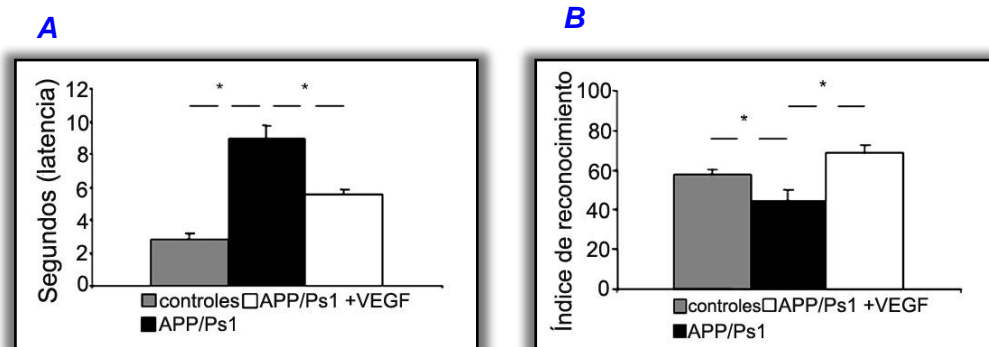 A
B
Segundos (latencia)
12
10
8
6
4
2
0
* *
controles APP/Ps1 +VEGF
APP/Ps1
Índice de reconocimiento
100
80
60
40
20
0
*
*
controles APP/Ps1 +VEGF
APP/Ps1